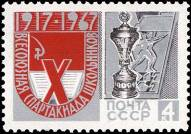 1917-1967
X
ВСЕСОЮЗНАЯ СПАРТАКИАДА ШКОЛЬНИКОВ
ПОЧТА
СССР
4